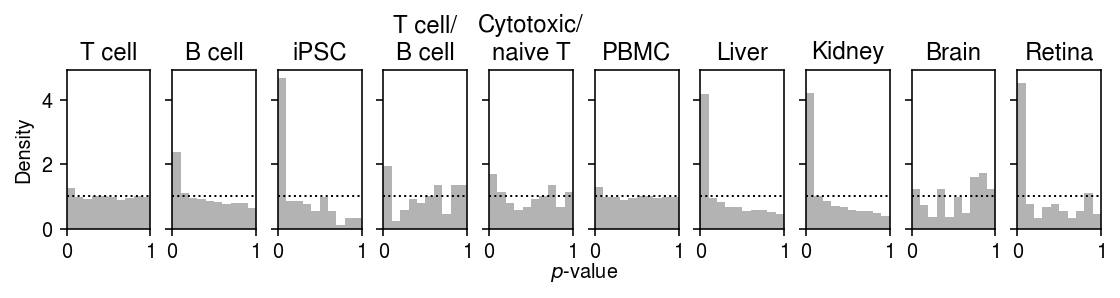 T cell
B cell
iPSC
T cell/
B cell
Cytotoxic/
naive T
PBMC
Liver
Kidney
Brain
Retina
Density
4
2
0
0 1
0 1
0 1
0 1
0 1
0 1
0 1
0 1
0 1
0 1
p-value